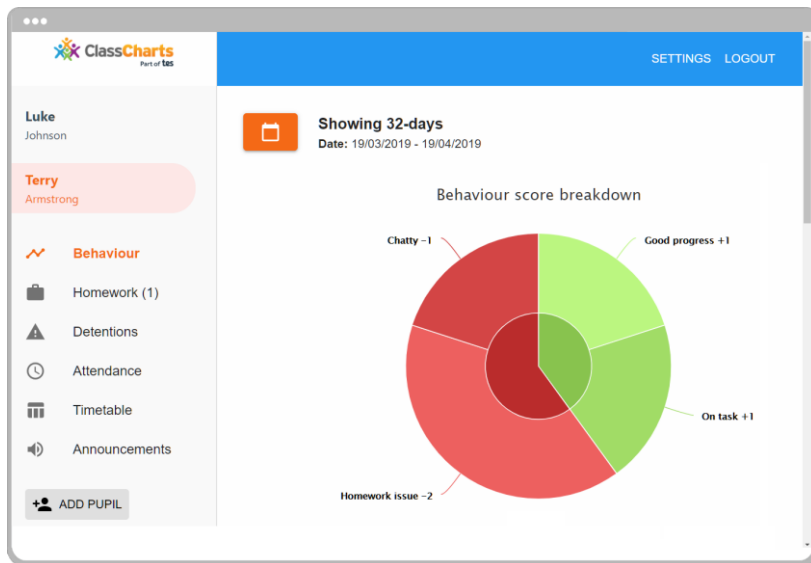 ClassCharts
Part of tes
SETTINGS LOGOUT
Luke
Johnson
Terry
Armstrong
Behaviour
Homework (1)
Detentions
Attendance
Timetable
Announcements
ADD PUPIL
Showing 32-days
Date: 19/03/2019 - 19/04/2019
Behaviour score breakdown
Chatty −1
Good progress +1
On task +1
Homework issue −2